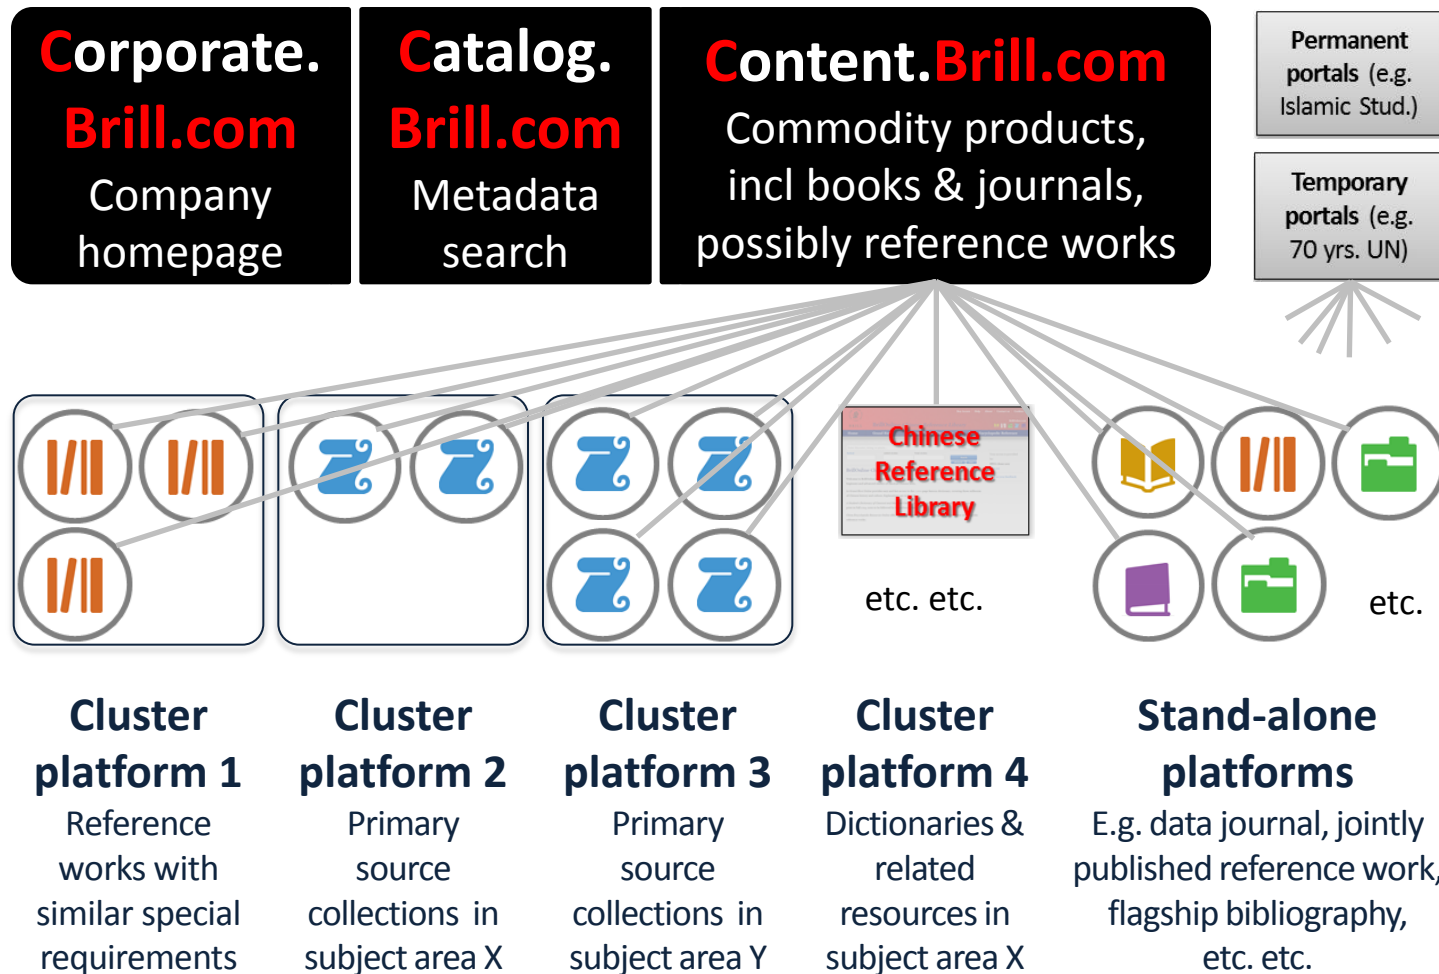 Corporate.
Brill.com
Company
homepage
Catalog.
Brill.com
Metadata
search
Content.Brill.com
Commodity products,
incl books & journals,
possibly reference works
Permanent
portals (e.g.
Islamic Stud.)
Temporary
portals (e.g.
70 yrs. UN)
Chinese
Reference
Library
etc. etc.
etc.
Cluster
platform 1
Reference
works with
similar special
requirements
Cluster
platform 2
Primary
source
collections in
subject area X
Cluster
platform 3
Primary
source
collections in
subject area Y
Cluster
platform 4
Dictionaries &
related
resources in
subject area X
Stand-alone
platforms
E.g. data journal, jointly
published reference work,
flagship bibliography,
etc. etc.